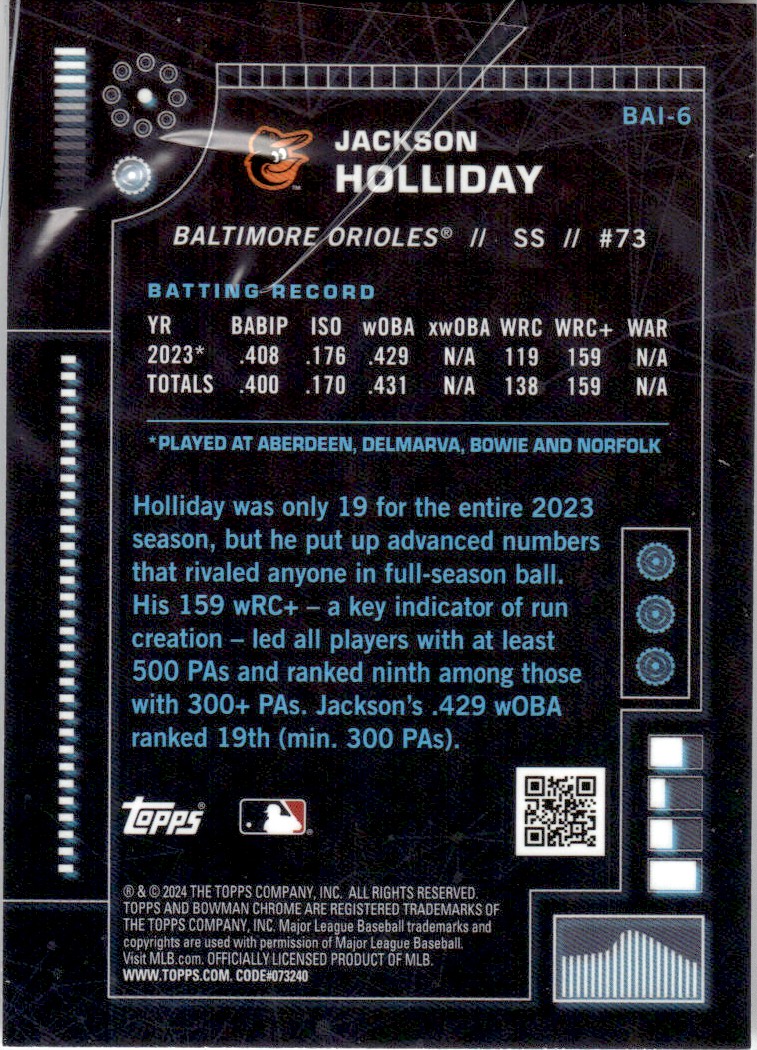 BAI-6
JACKSON
HOLLIDAY
™
BALTIMORE ORIOLES® // SS // #73
BATTING RECORD
YR BABIP ISO wOBA xwOBA WRC WRC+ WAR
2023* .408 .176 .429 N/A 119 159 N/A
TOTALS .400 .170 .431 N/A 138 159 N/A
*PLAYED AT ABERDEEN, DELMARVA, BOWIE AND NORFOLK
Holliday was only 19 for the entire 2023
season, but he put up advanced numbers
that rivaled anyone in full-season ball.
His 159 wRC+ – a key indicator of run
creation – led all players with at least
500 PAs and ranked ninth among those
with 300+ PAs. Jackson's .429 wOBA
ranked 19th (min. 300 PAs).
topps® ®
® & © 2024 THE TOPPS COMPANY, INC. ALL RIGHTS RESERVED.
TOPPS AND BOWMAN CHROME ARE REGISTERED TRADEMARKS OF
THE TOPPS COMPANY, INC. Major League Baseball trademarks and
copyrights are used with permission of Major League Baseball.
Visit MLB.com. OFFICIALLY LICENSED PRODUCT OF MLB.
WWW.TOPPS.COM. CODE#073240